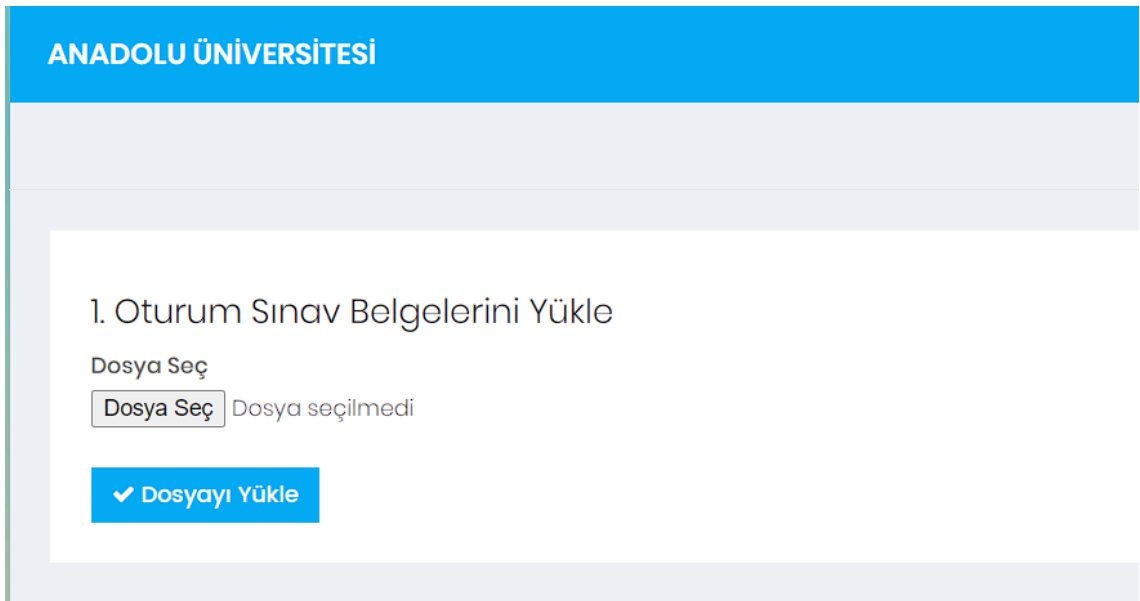 ANADOLU ÜNİVERSİTESİ
1. Oturum Sınav Belgelerini Yükle
Dosya Seç
Dosya Seç Dosya seçilmedi
Dosyayı Yükle